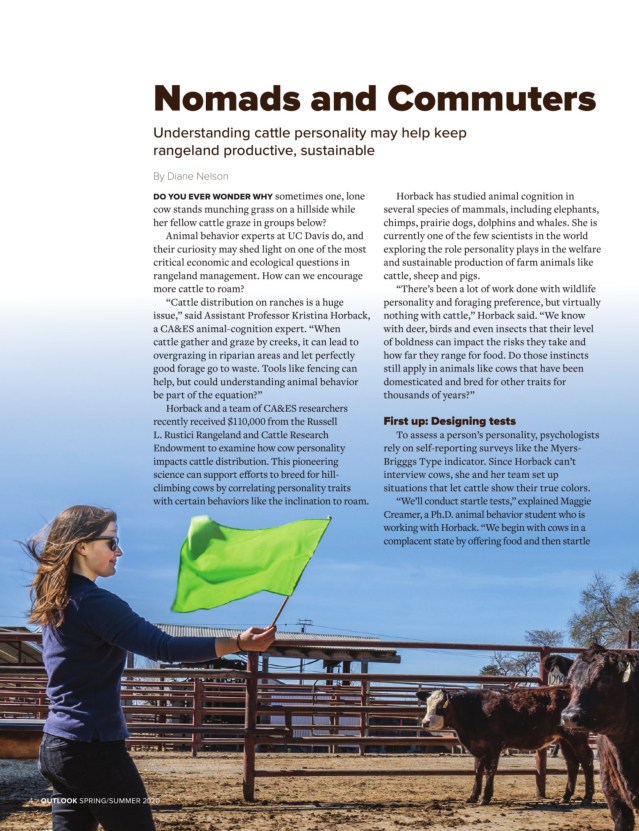 Nomads and Commuters
Understanding cattle personality may help keep
rangeland productive, sustainable
By Diane Nelson
DO YOU EVER WONDER WHY sometimes one, lone
cow stands munching grass on a hillside while
her fellow cattle graze in groups below?
Animal behavior experts at UC Davis do, and
their curiosity may shed light on one of the most
critical economic and ecological questions in
rangeland management. How can we encourage
more cattle to roam?
“Cattle distribution on ranches is a huge
issue,” said Assistant Professor Kristina Horback,
a CA&ES animal-cognition expert. “When
cattle gather and graze by creeks, it can lead to
overgrazing in riparian areas and let perfectly
good forage go to waste. Tools like fencing can
help, but could understanding animal behavior
be part of the equation?”
Horback and a team of CA&ES researchers
recently received $110,000 from the Russell
L. Rustici Rangeland and Cattle Research
Endowment to examine how cow personality
impacts cattle distribution. This pioneering
science can support efforts to breed for hill-
climbing cows by correlating personality traits
with certain behaviors like the inclination to roam.
Horback has studied animal cognition in
several species of mammals, including elephants,
chimps, prairie dogs, dolphins and whales. She is
currently one of the few scientists in the world
exploring the role personality plays in the welfare
and sustainable production of farm animals like
cattle, sheep and pigs.
“There’s been a lot of work done with wildlife
personality and foraging preference, but virtually
nothing with cattle,” Horback said. “We know
with deer, birds and even insects that their level
of boldness can impact the risks they take and
how far they range for food. Do those instincts
still apply in animals like cows that have been
domesticated and bred for other traits for
thousands of years?”
First up: Designing tests
To assess a person’s personality, psychologists
rely on self-reporting surveys like the Myers-
Brigggs Type indicator. Since Horback can’t
interview cows, she and her team set up
situations that let cattle show their true colors.
“We’ll conduct startle tests,” explained Maggie
Creamer, a Ph.D. animal behavior student who is
working with Horback. “We begin with cows in a
complacent state by offering food and then startle
4 > OUTLOOK SPRING/SUMMER 2020